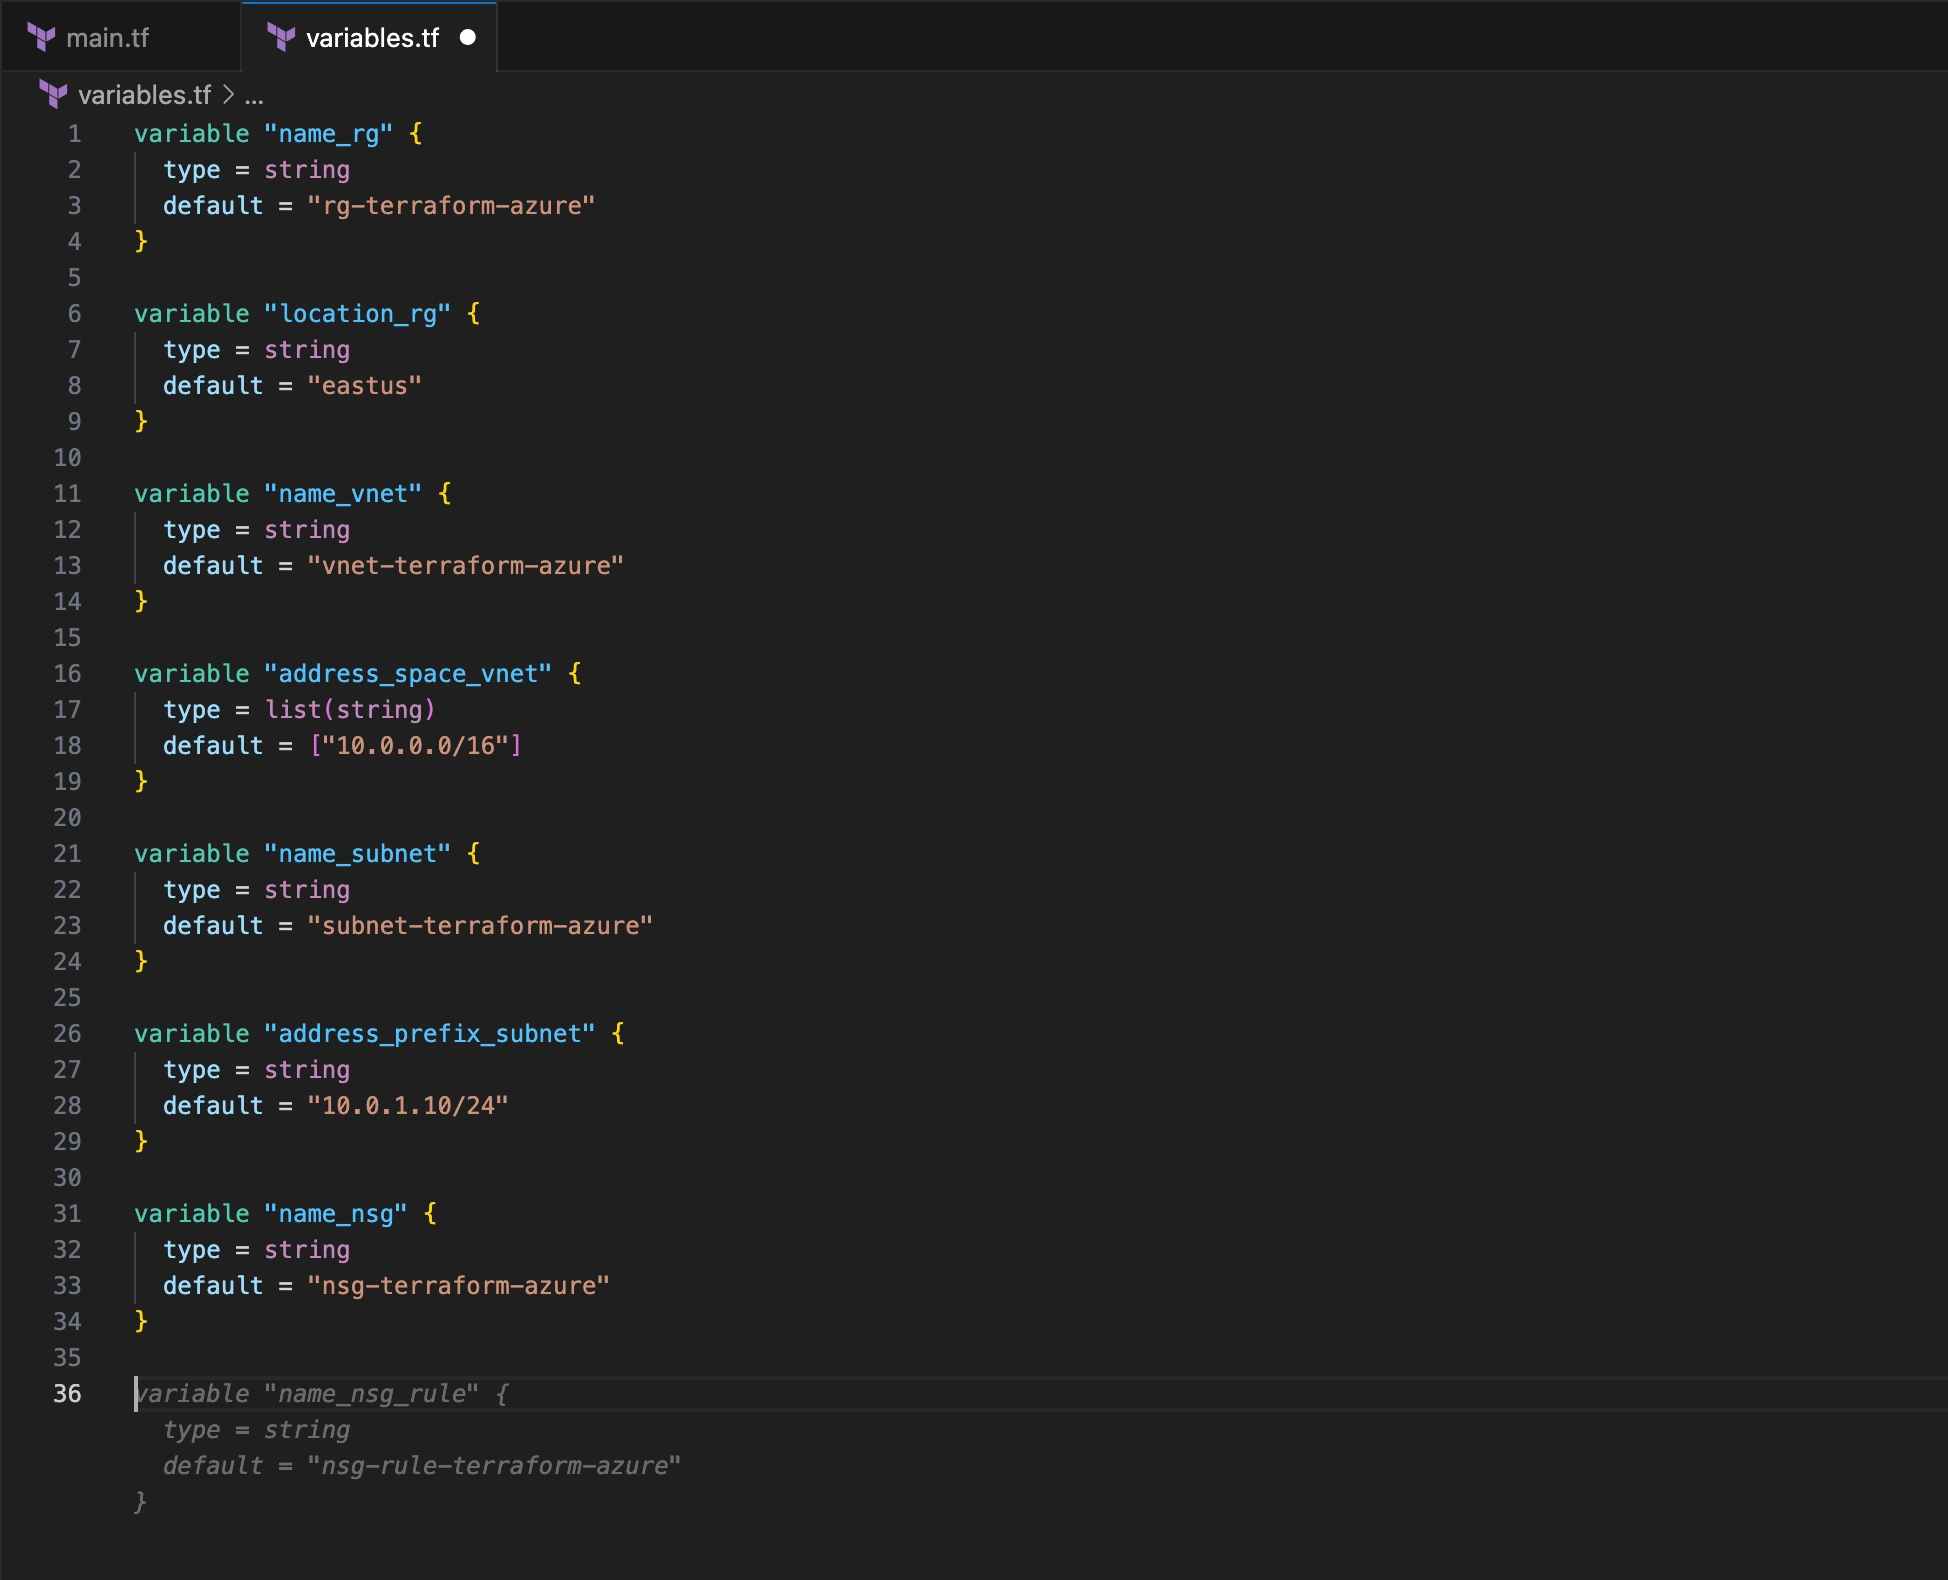 main.tf
variables.tf
variables.tf > ...
1 variable "name_rg" {
2 type = string
3 default = "rg-terraform-azure"
4 }
5
6 variable "location_rg" {
7 type = string
8 default = "eastus"
9 }
10
11 variable "name_vnet" {
12 type = string
13 default = "vnet-terraform-azure"
14 }
15
16 variable "address_space_vnet" {
17 type = list(string)
18 default = ["10.0.0.0/16"]
19 }
20
21 variable "name_subnet" {
22 type = string
23 default = "subnet-terraform-azure"
24 }
25
26 variable "address_prefix_subnet" {
27 type = string
28 default = "10.0.1.10/24"
29 }
30
31 variable "name_nsg" {
32 type = string
33 default = "nsg-terraform-azure"
34 }
35
36 variable "name_nsg_rule" {
type = string
default = "nsg-rule-terraform-azure"
}